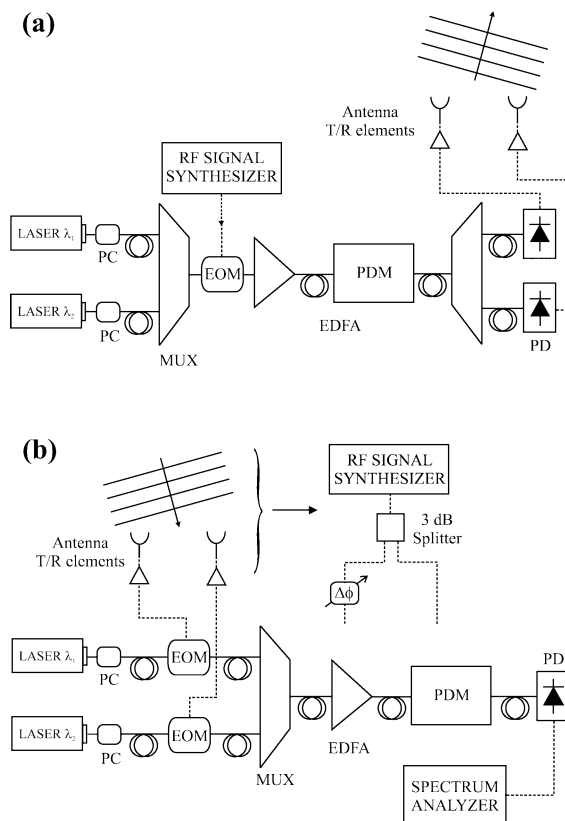 (a)
Antenna
T/R elements
RF SIGNAL
SYNTHESIZER
LASER λ₁
PC
EOM
PDM
LASER λ₂
PC
MUX
EDFA
PD
(b)
RF SIGNAL
SYNTHESIZER
3 dB
Splitter
Antenna
T/R elements
Δϕ
LASER λ₁
PC
EOM
PD
PDM
LASER λ₂
PC
EOM
MUX
EDFA
SPECTRUM
ANALYZER